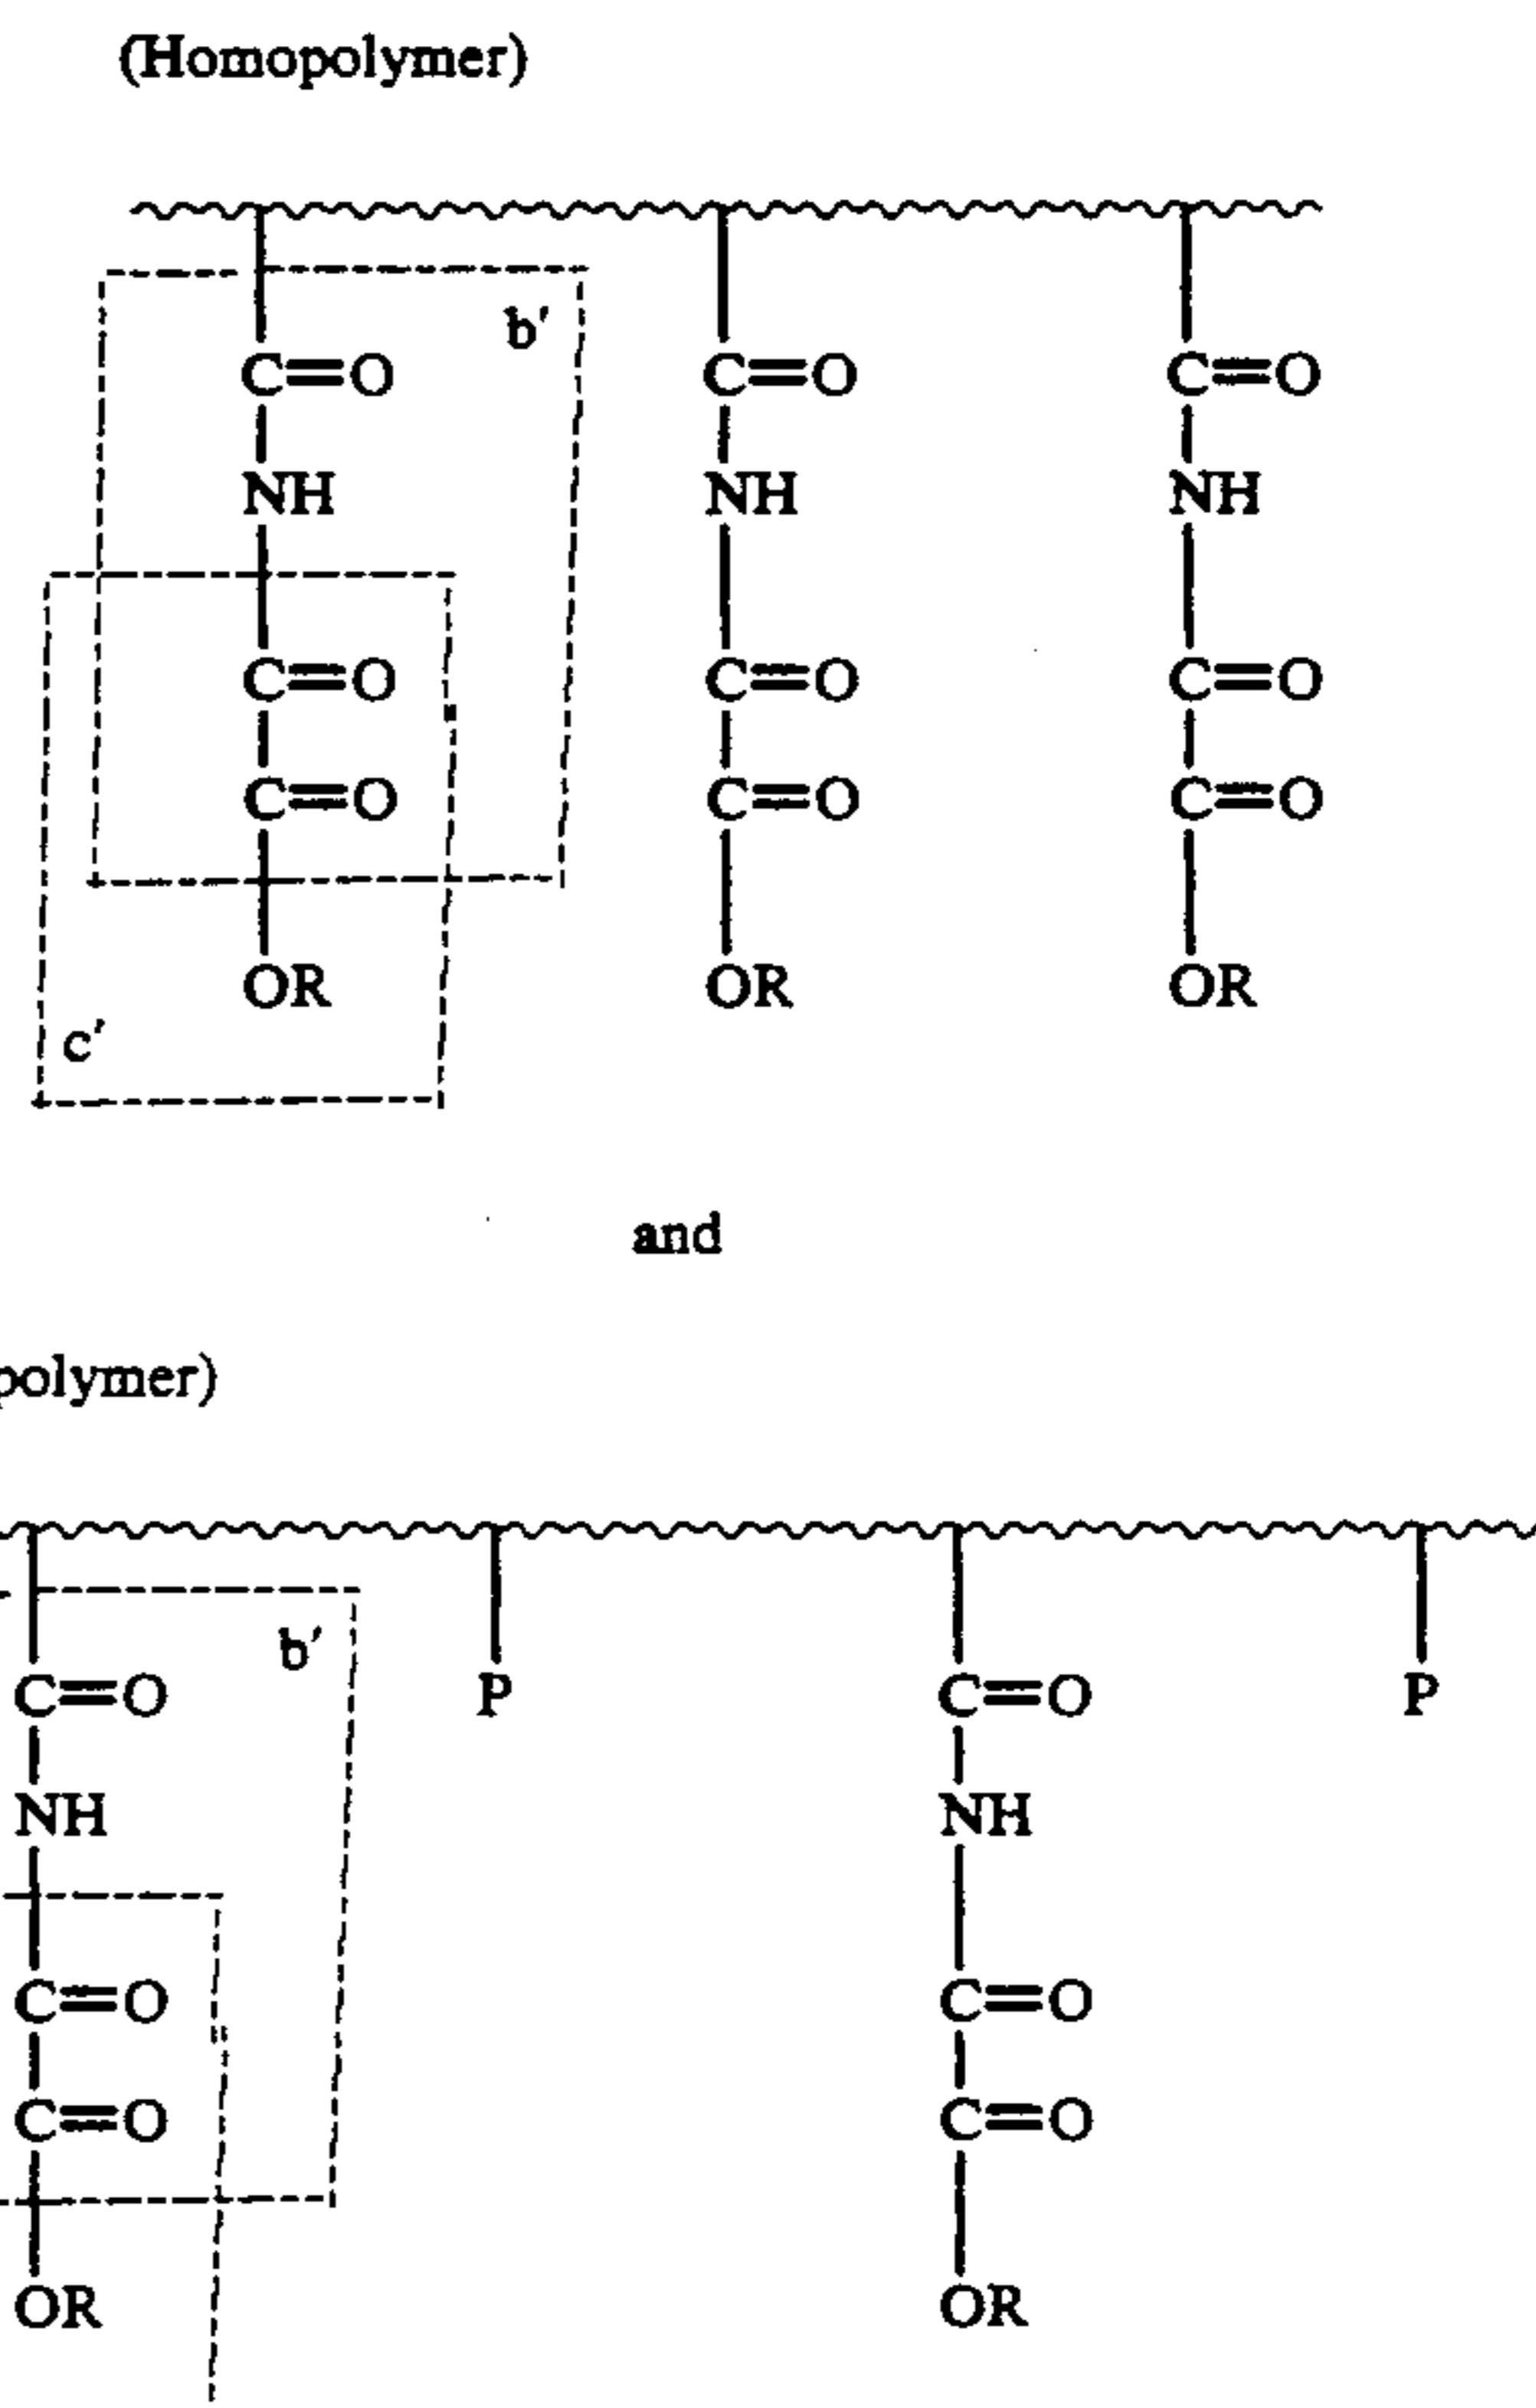 (Homopolymer)
b'
C=O C=O C=O
NH NH NH
C=O C=O C=O
C=O C=O C=O
OR OR OR
c'
and
polymer)
b'
C=O P C=O P
NH NH
C=O C=O
C=O C=O
OR OR